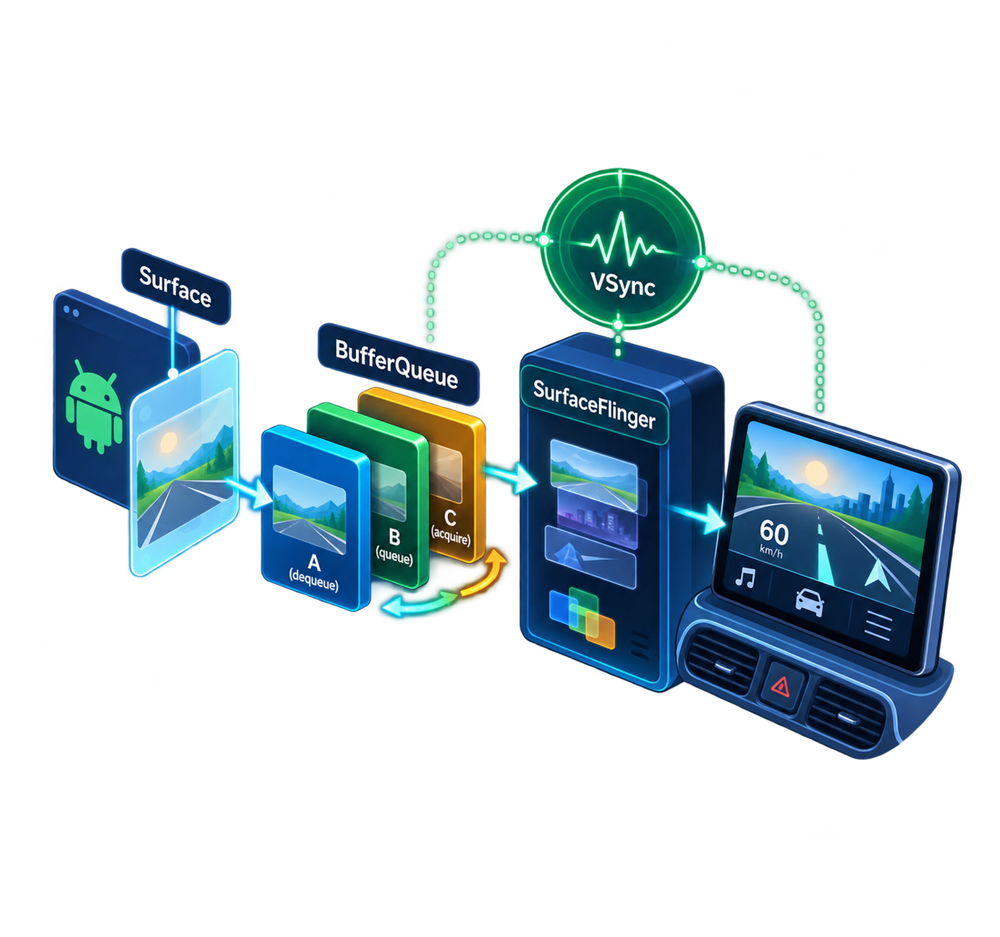 Surface
BufferQueue
A
(dequeue)
B
(queue)
C
(acquire)
VSync
SurfaceFlinger
60
km/h